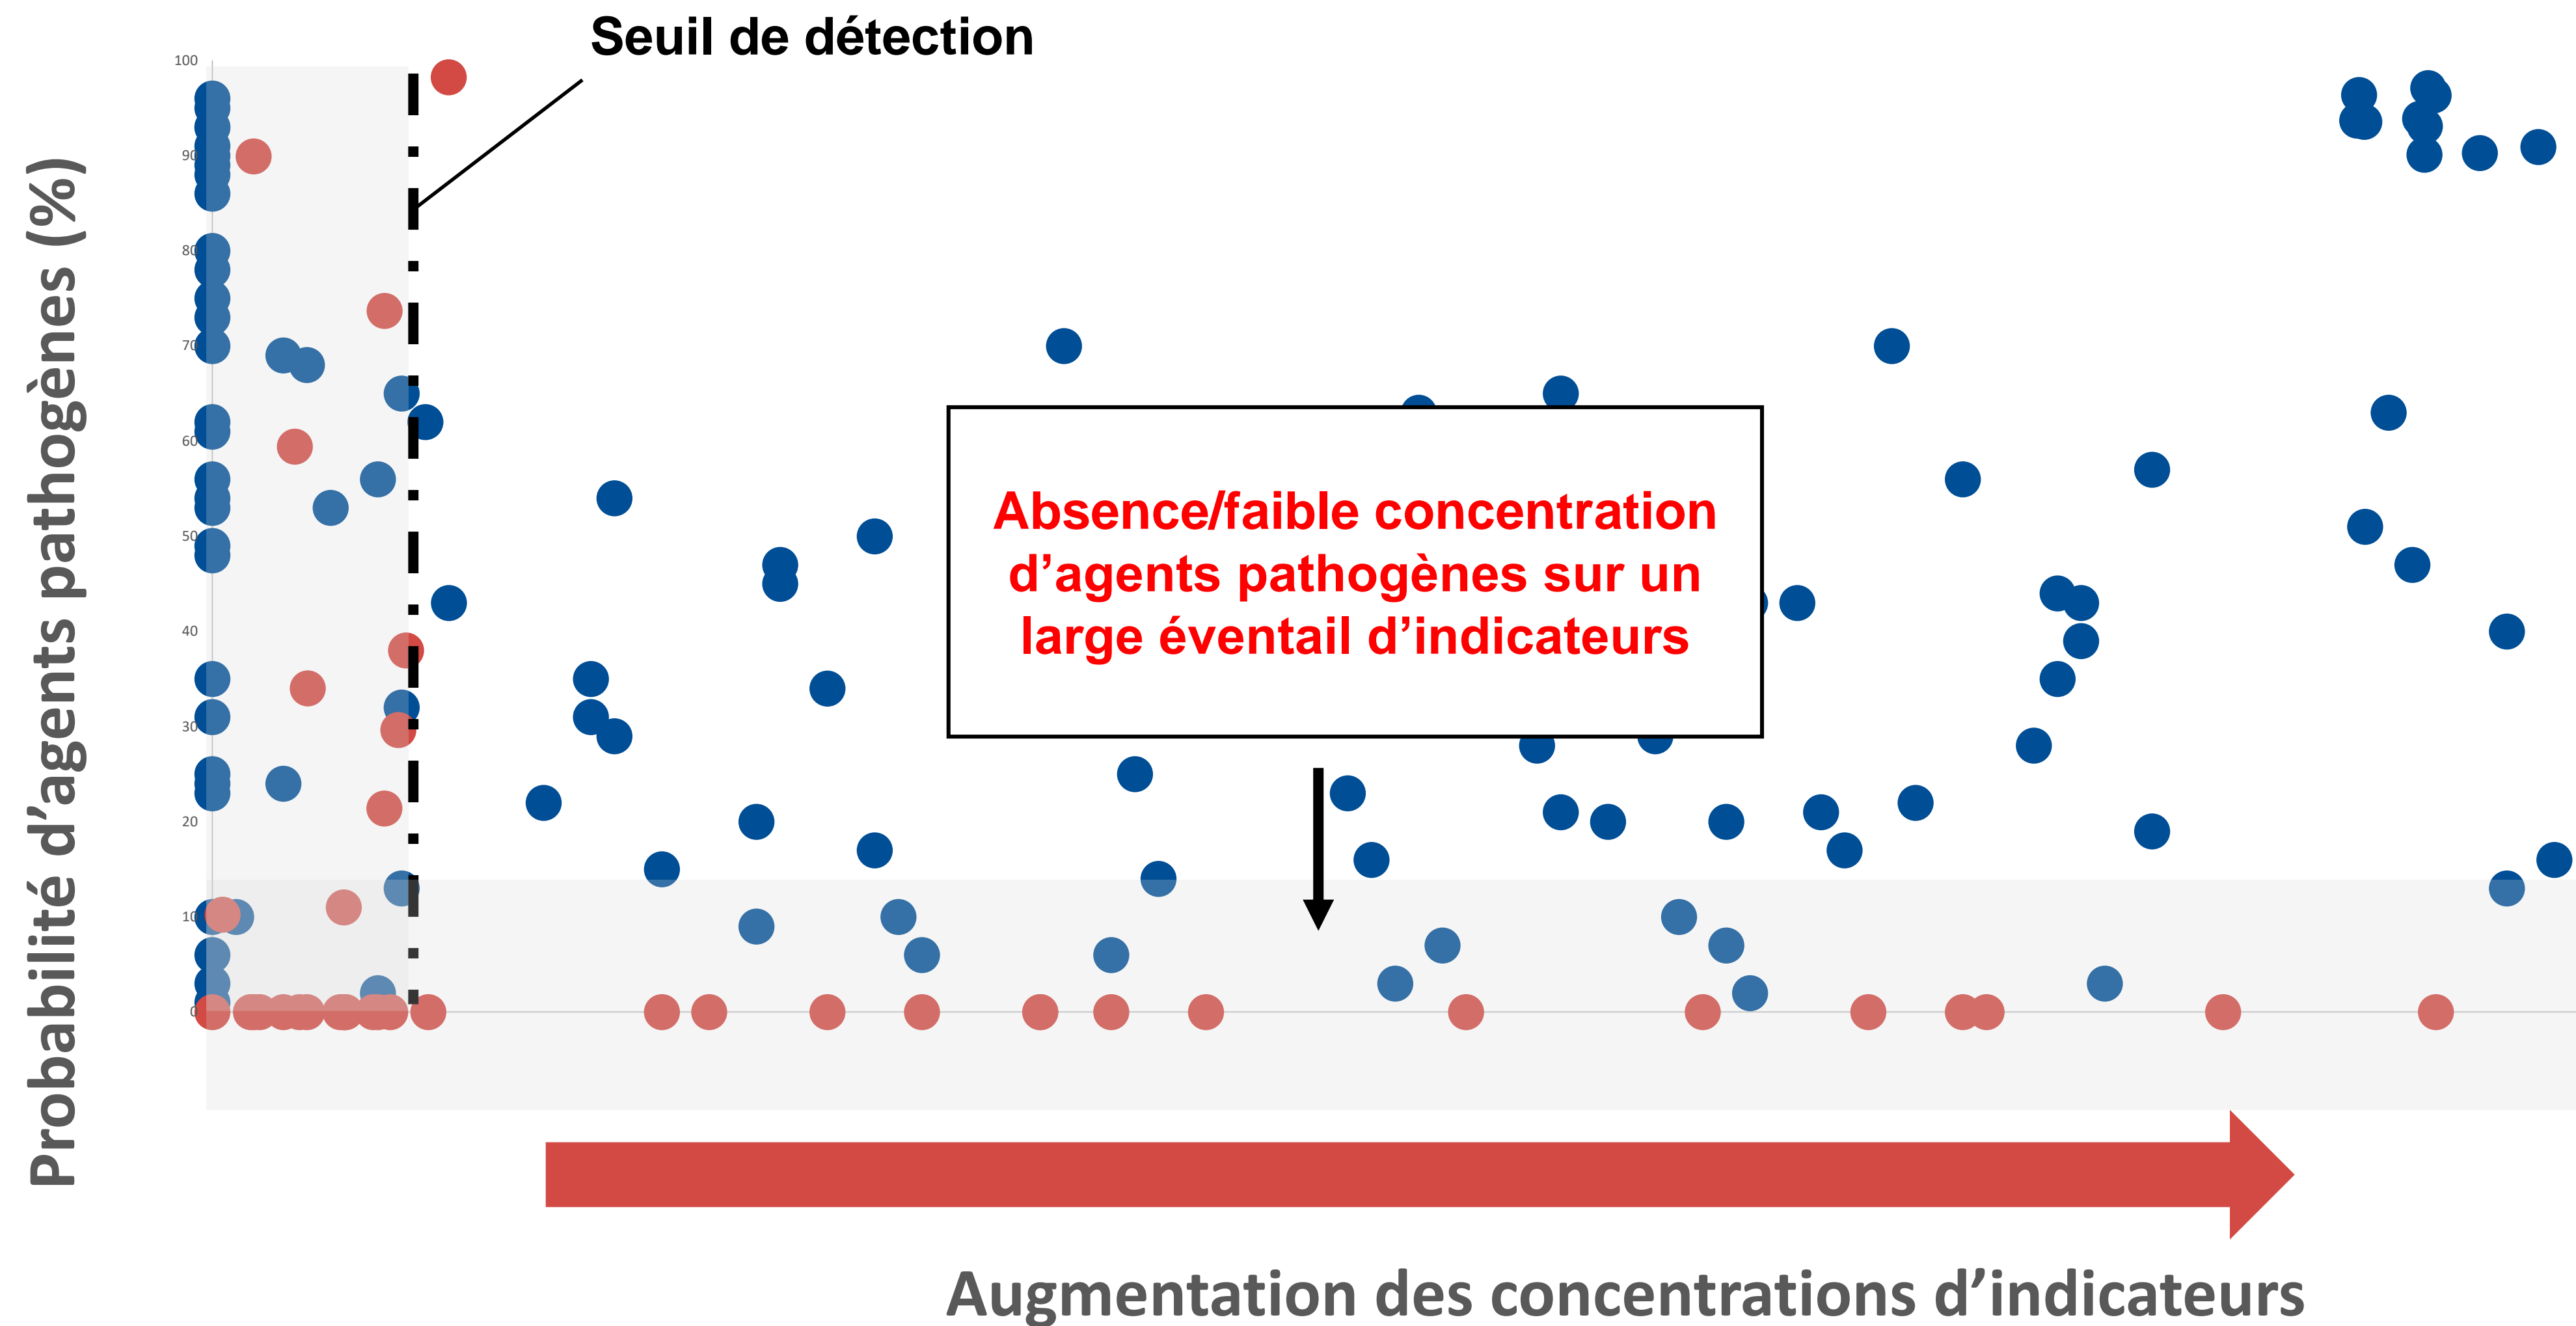 Seuil de détection
Probabilité d’agents pathogènes (%)
100
90
80
70
60
50
40
30
20
10
0
Absence/faible concentration
d’agents pathogènes sur un
large éventail d’indicateurs
Augmentation des concentrations d’indicateurs